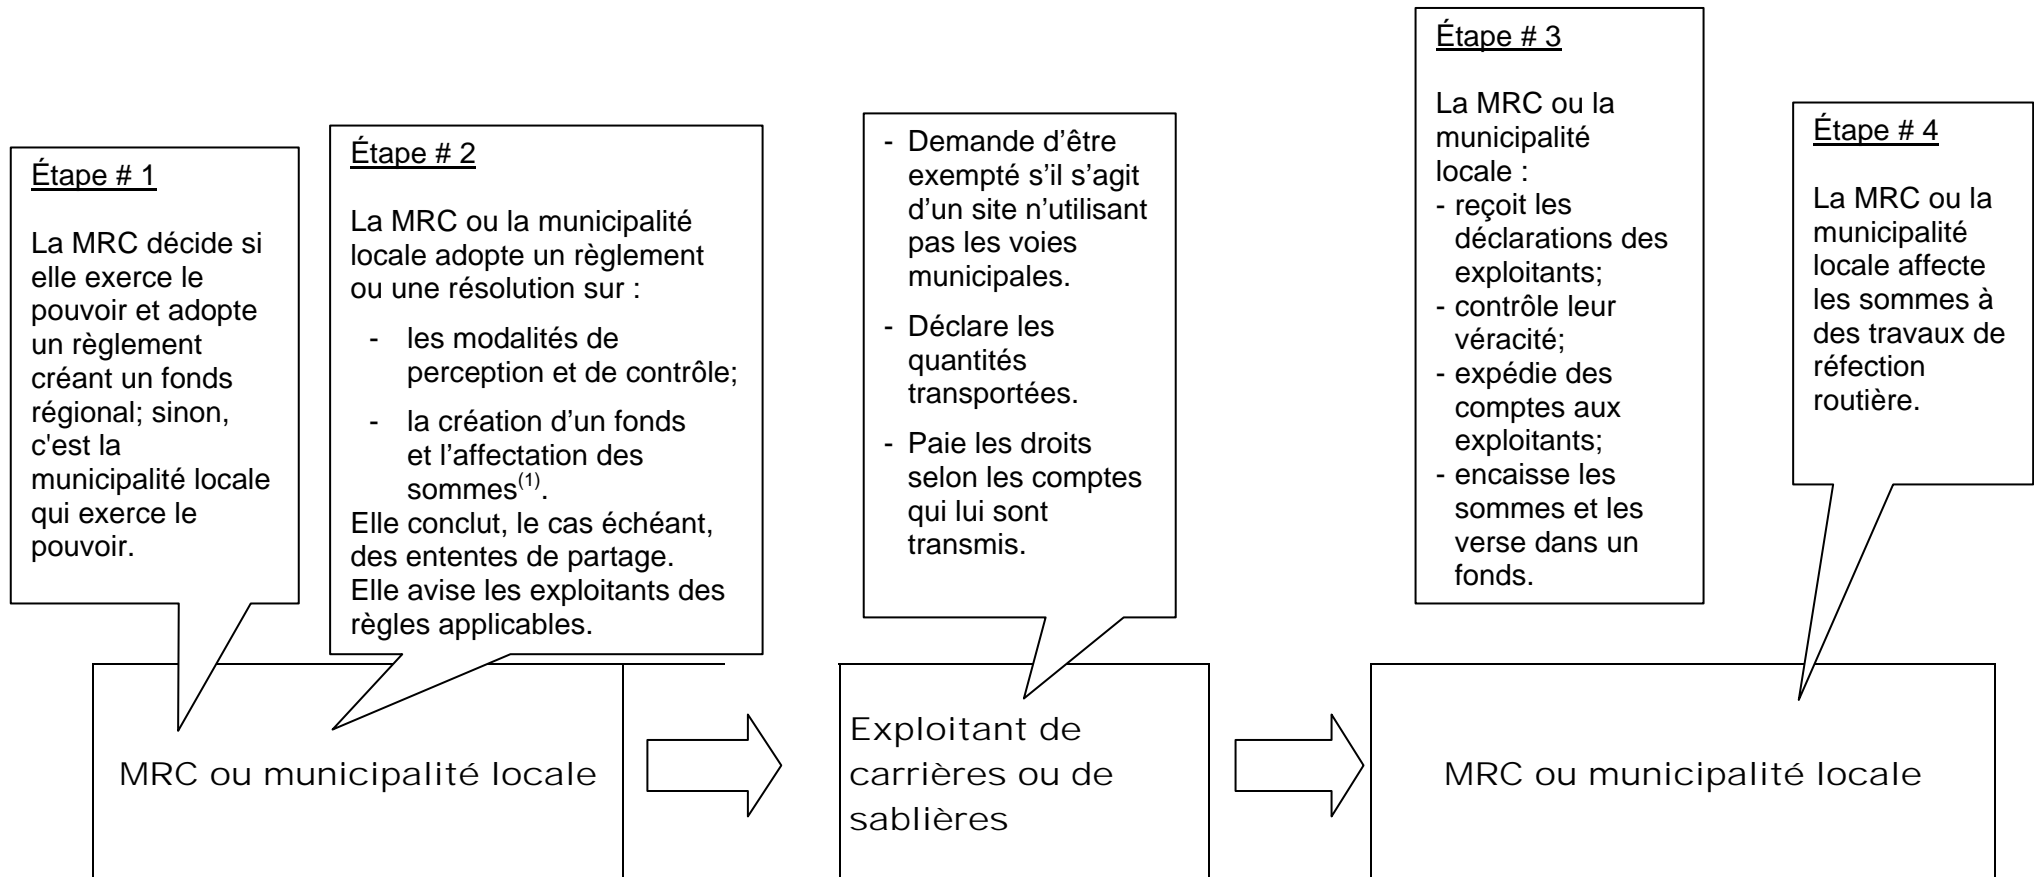 Étape # 1
La MRC décide si
elle exerce le
pouvoir et adopte
un règlement
créant un fonds
régional; sinon,
c'est la
municipalité locale
qui exerce le
pouvoir.
Étape # 2
La MRC ou la municipalité
locale adopte un règlement
ou une résolution sur :
- les modalités de
perception et de contrôle;
- la création d’un fonds
et l’affectation des
sommes(1).
Elle conclut, le cas échéant,
des ententes de partage.
Elle avise les exploitants des
règles applicables.
- Demande d’être
exempté s’il s’agit
d’un site n’utilisant
pas les voies
municipales.
- Déclare les
quantités
transportées.
- Paie les droits
selon les comptes
qui lui sont
transmis.
Étape # 3
La MRC ou la
municipalité
locale :
- reçoit les
déclarations des
exploitants;
- contrôle leur
véracité;
- expédie des
comptes aux
exploitants;
- encaisse les
sommes et les
verse dans un
fonds.
Étape # 4
La MRC ou la
municipalité
locale affecte
les sommes à
des travaux de
réfection
routière.
MRC ou municipalité locale
Exploitant de
carrières ou de
sablières
MRC ou municipalité locale